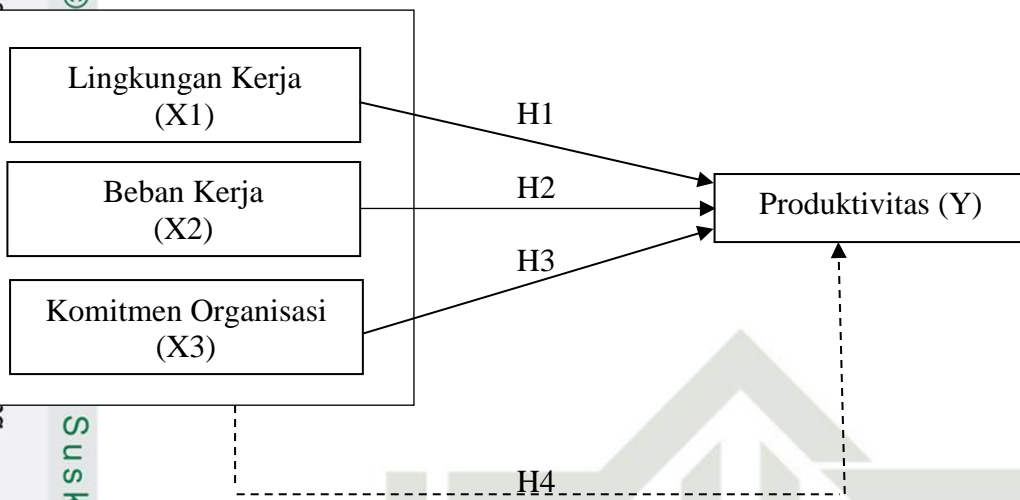 ©
Lingkungan Kerja
(X1)
H1
Beban Kerja
(X2)
H2
Produktivitas (Y)
H3
Komitmen Organisasi
(X3)
H4